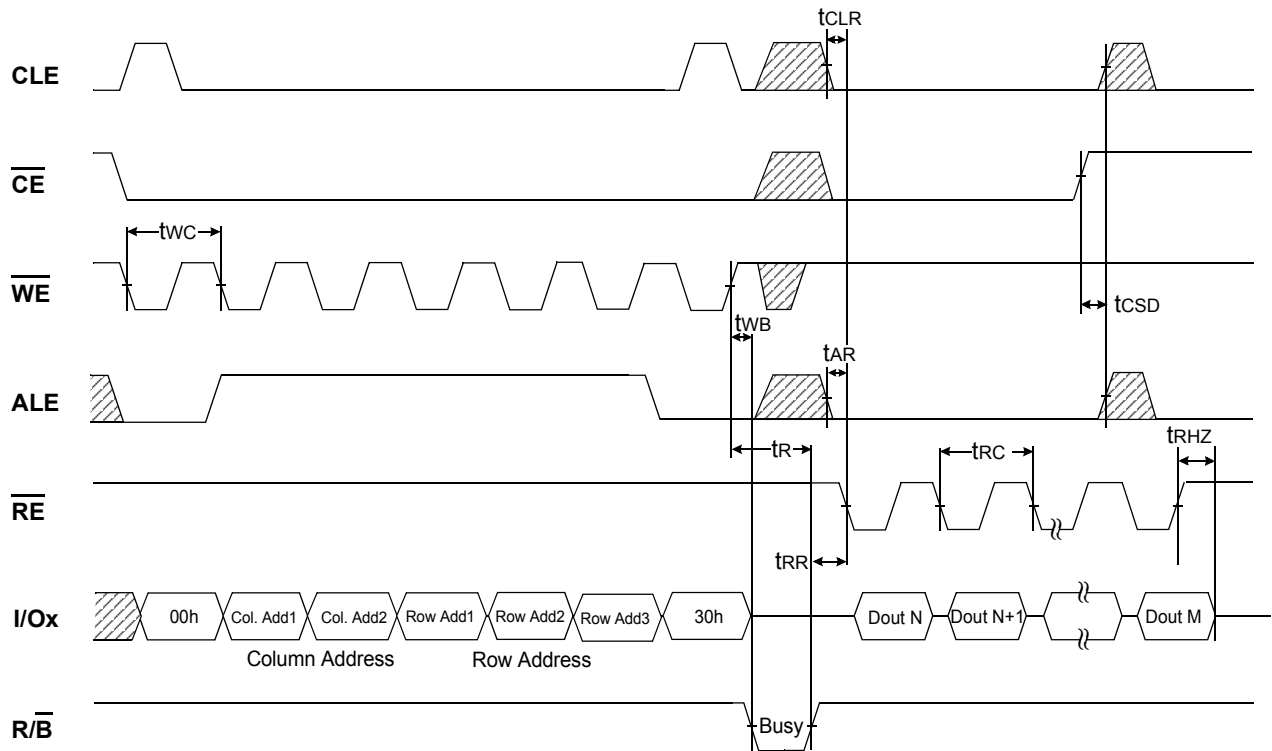 tCLR
CLE
CE
tWC
WE
tCSD
tWB
tAR
ALE
tRHZ
tR
tRC
RE
tRR
≀≀
I/Ox
00h
Col. Add1
Col. Add2
Row Add1
Row Add2
Row Add3
30h
Dout N
Dout N+1
≀≀
≀≀
Dout M
Column Address
Row Address
R/B
Busy